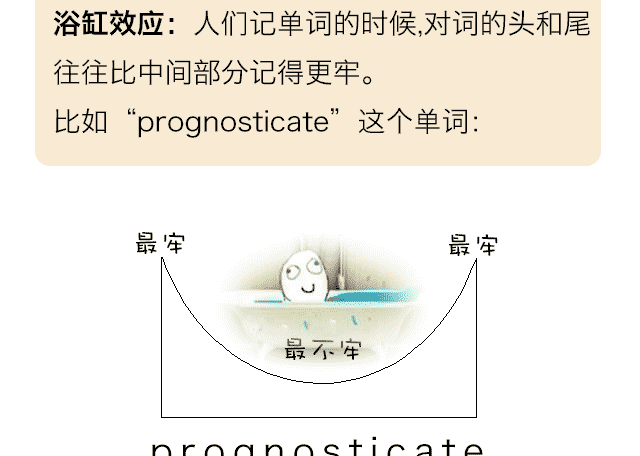 浴缸效应：人们记单词的时候,对词的头和尾
往往比中间部分记得更牢。
比如“prognosticate”这个单词：
最牢
最牢
最不牢
prognosticate